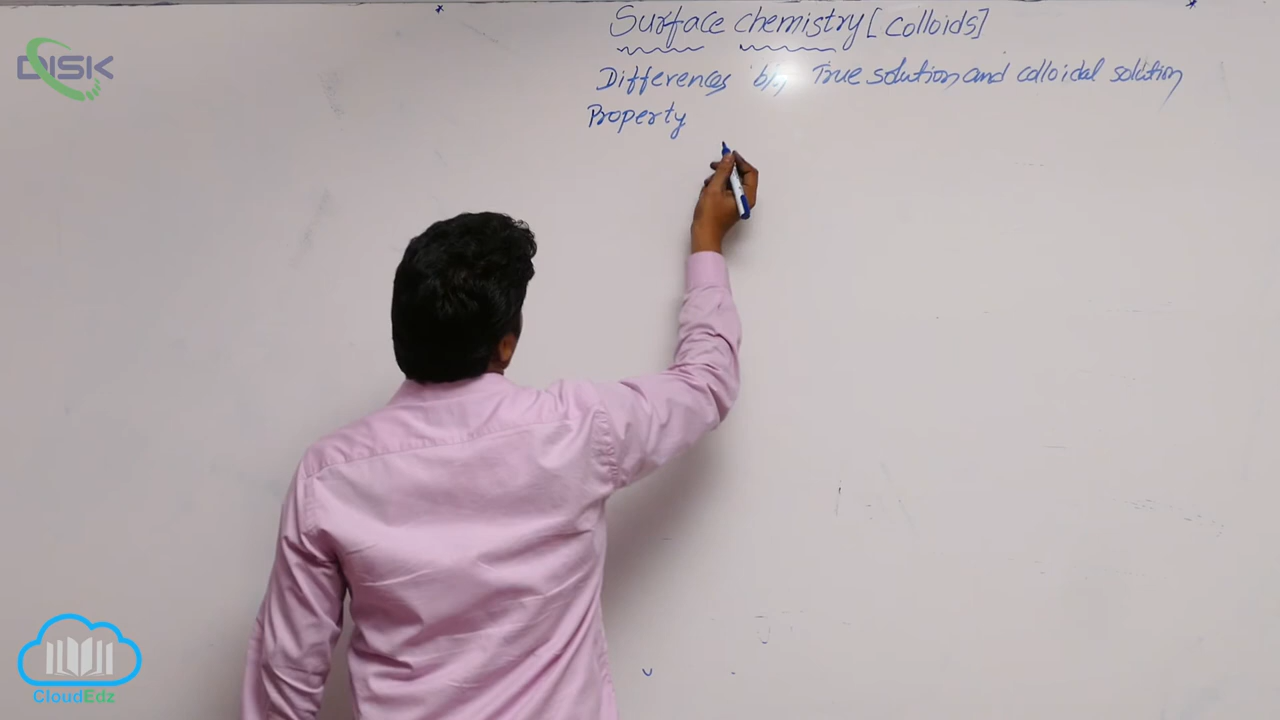 Surface chemistry [Colloids]
Differences b/w True solution and colloidal solution
Property
DISK
CloudEdz